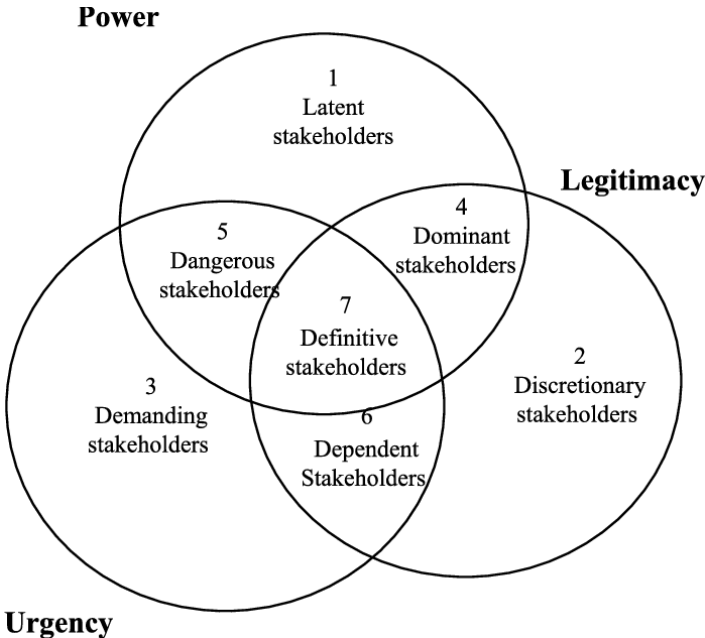 Power
1
Latent
stakeholders
Legitimacy
4
Dominant
stakeholders
5
Dangerous
stakeholders
7
Definitive
stakeholders
2
Discretionary
stakeholders
3
Demanding
stakeholders
6
Dependent
Stakeholders
Urgency